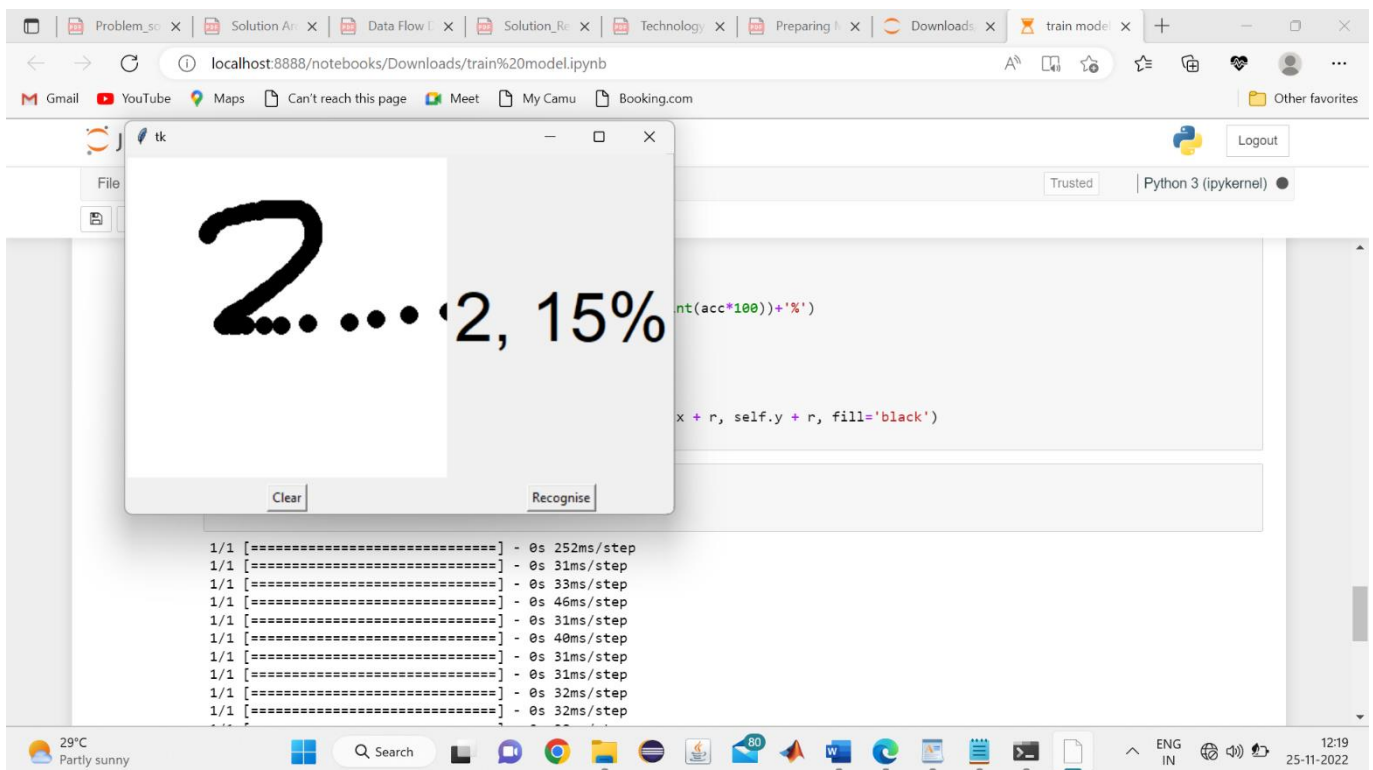 Problem_so
Solution Arc
Data Flow D
Solution_Re
Technology
Preparing N
Downloads
train model
localhost:8888/notebooks/Downloads/train%20model.ipynb
Gmail YouTube Maps Can't reach this page Meet My Camu Booking.com Other favorites
J Logout
tk
File Trusted Python 3 (ipykernel)
2
2, 15%
nt(acc*100))+'%')
x + r, self.y + r, fill='black')
Clear Recognise
1/1 [==============================] - 0s 252ms/step
1/1 [==============================] - 0s 31ms/step
1/1 [==============================] - 0s 33ms/step
1/1 [==============================] - 0s 46ms/step
1/1 [==============================] - 0s 31ms/step
1/1 [==============================] - 0s 40ms/step
1/1 [==============================] - 0s 31ms/step
1/1 [==============================] - 0s 31ms/step
1/1 [==============================] - 0s 32ms/step
1/1 [==============================] - 0s 32ms/step
29°C
Partly sunny
Search
80
ENG
IN
12:19
25-11-2022